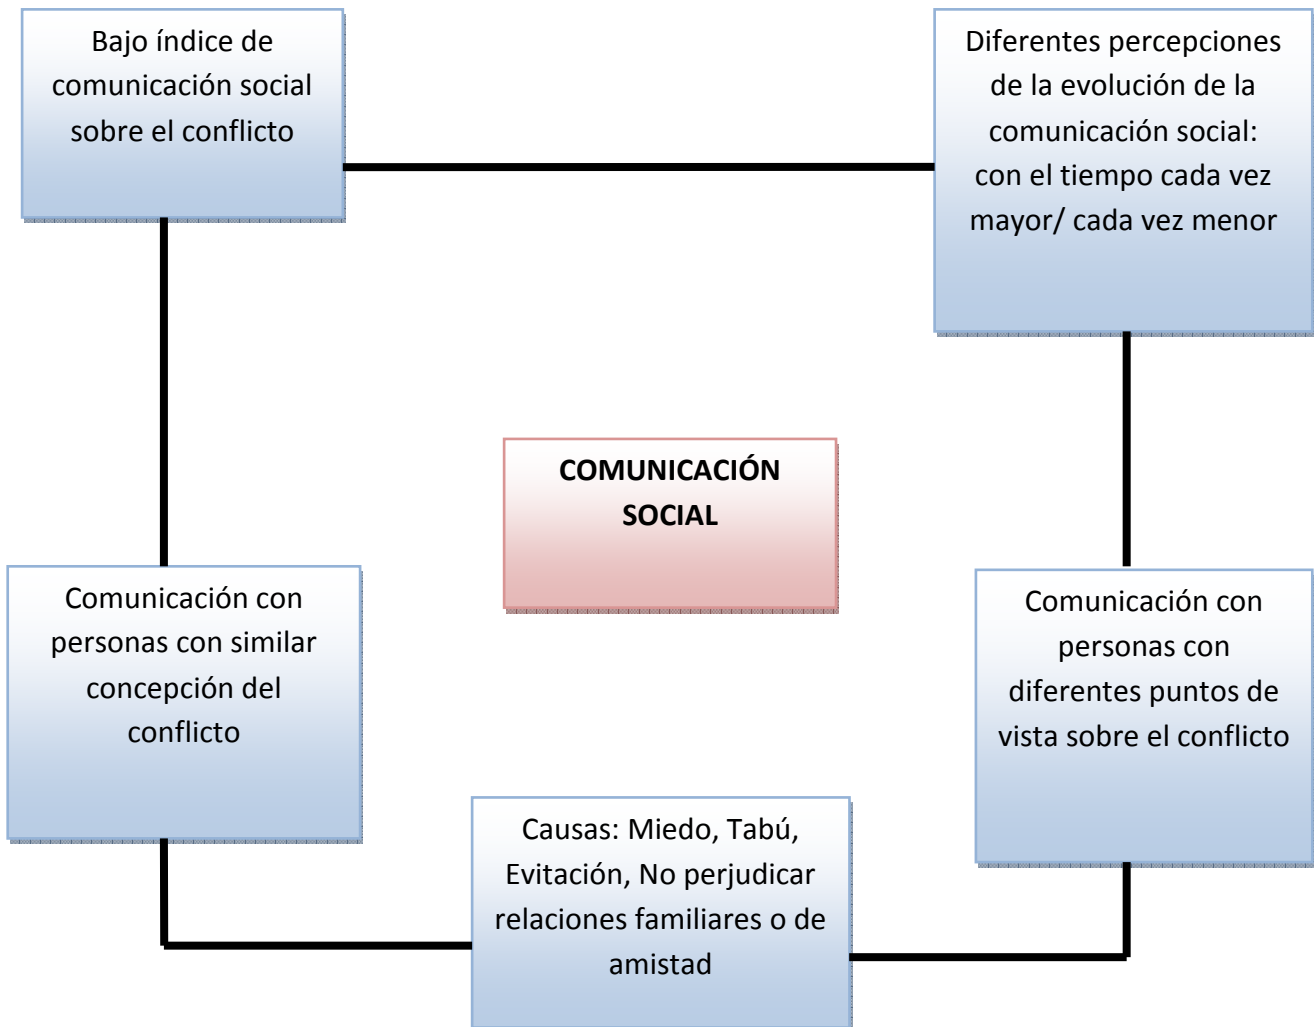 Bajo índice de
comunicación social
sobre el conflicto
Diferentes percepciones
de la evolución de la
comunicación social:
con el tiempo cada vez
mayor/ cada vez menor
COMUNICACIÓN
SOCIAL
Comunicación con
personas con similar
concepción del
conflicto
Comunicación con
personas con
diferentes puntos de
vista sobre el conflicto
Causas: Miedo, Tabú,
Evitación, No perjudicar
relaciones familiares o de
amistad